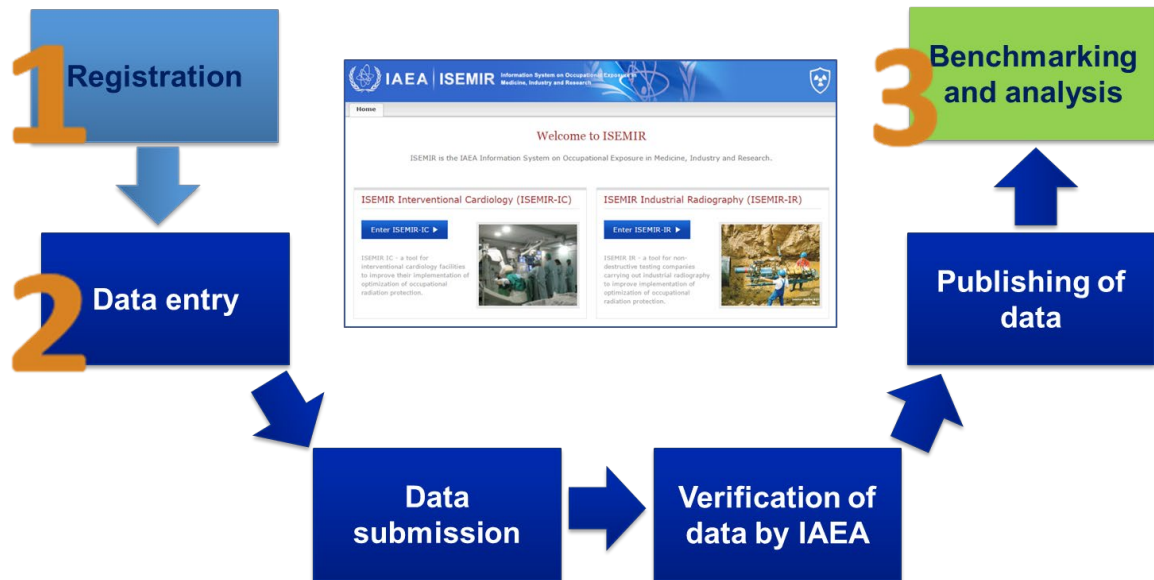 1
Registration
2
Data entry
Data
submission
Verification of
data by IAEA
Publishing of
data
3
Benchmarking
and analysis
IAEA | ISEMIR
Information System on Occupational Exposure in
Medicine, Industry and Research
Home
Welcome to ISEMIR
ISEMIR is the IAEA Information System on Occupational Exposure in Medicine, Industry and Research.
ISEMIR Interventional Cardiology (ISEMIR-IC)
Enter ISEMIR-IC
ISEMIR IC - a tool for
interventional cardiology facilities
to improve their implementation of
optimization of occupational
radiation protection.
ISEMIR Industrial Radiography (ISEMIR-IR)
Enter ISEMIR-IR
ISEMIR IR - a tool for non-
destructive testing companies
carrying out industrial radiography
to improve implementation of
optimization of occupational
radiation protection.